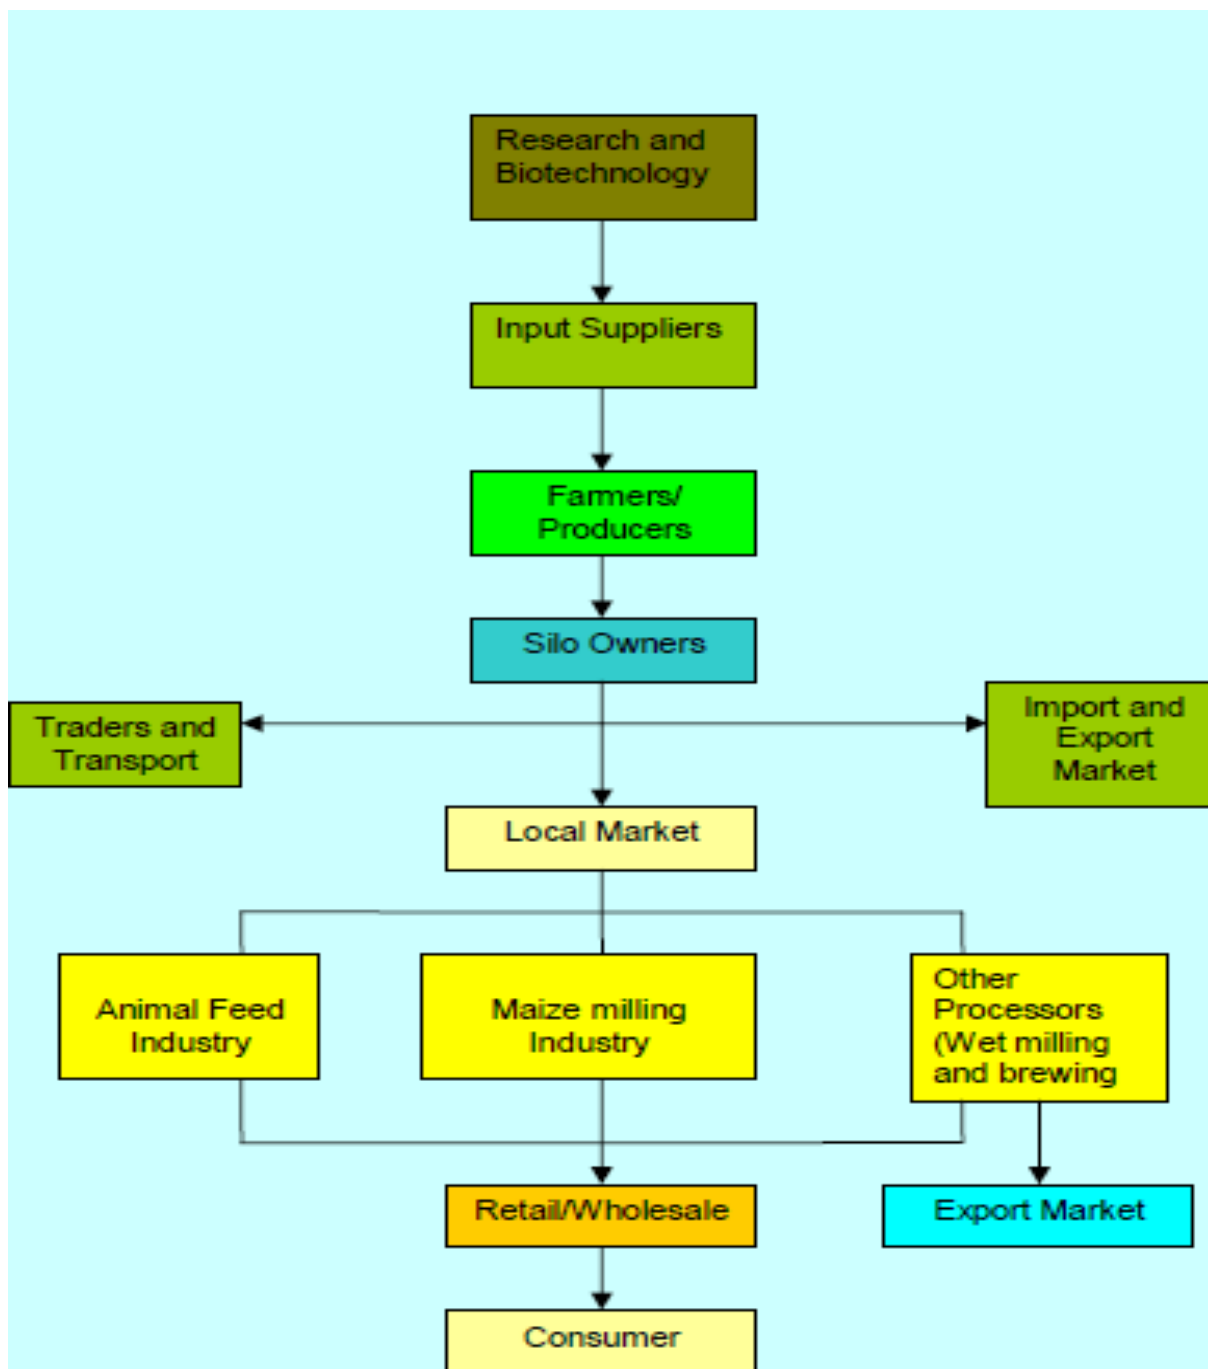 Research and
Biotechnology
Input Suppliers
Farmers/
Producers
Silo Owners
Traders and
Transport
Import and
Export
Market
Local Market
Animal Feed
Industry
Maize milling
Industry
Other
Processors
(Wet milling
and brewing
Retail/Wholesale
Export Market
Consumer